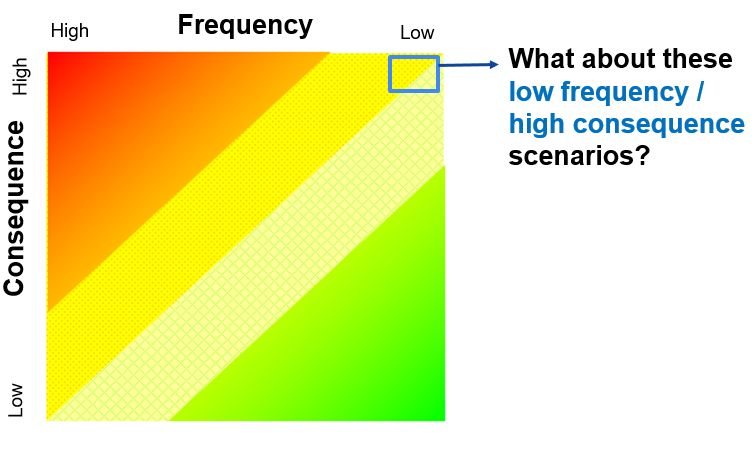 Frequency
High
Low
High
Consequence
Low
What about these
low frequency /
high consequence
scenarios?